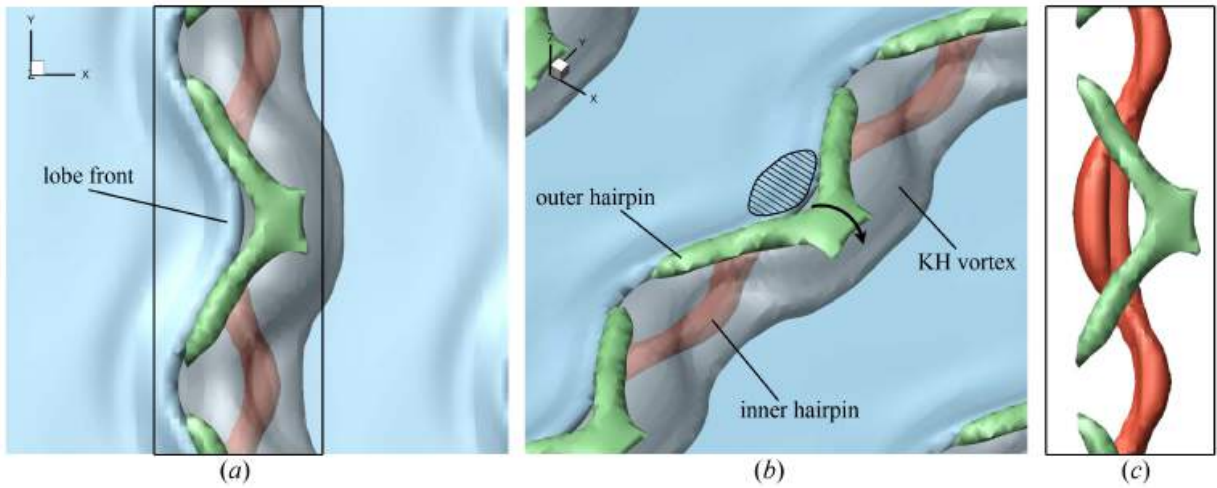 Y
Z
X
lobe front
(a)
Z
Y
X
outer hairpin
KH vortex
inner hairpin
(b)
(c)